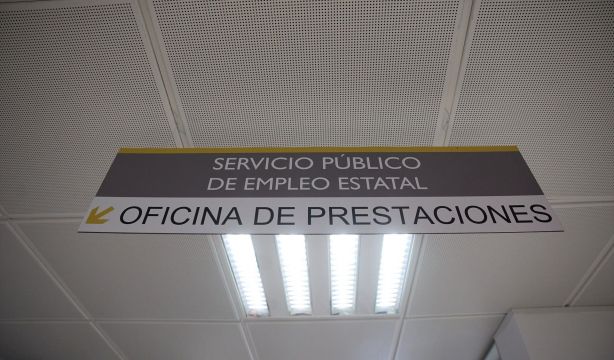 SERVICIO PÚBLICO
DE EMPLEO ESTATAL
OFICINA DE PRESTACIONES